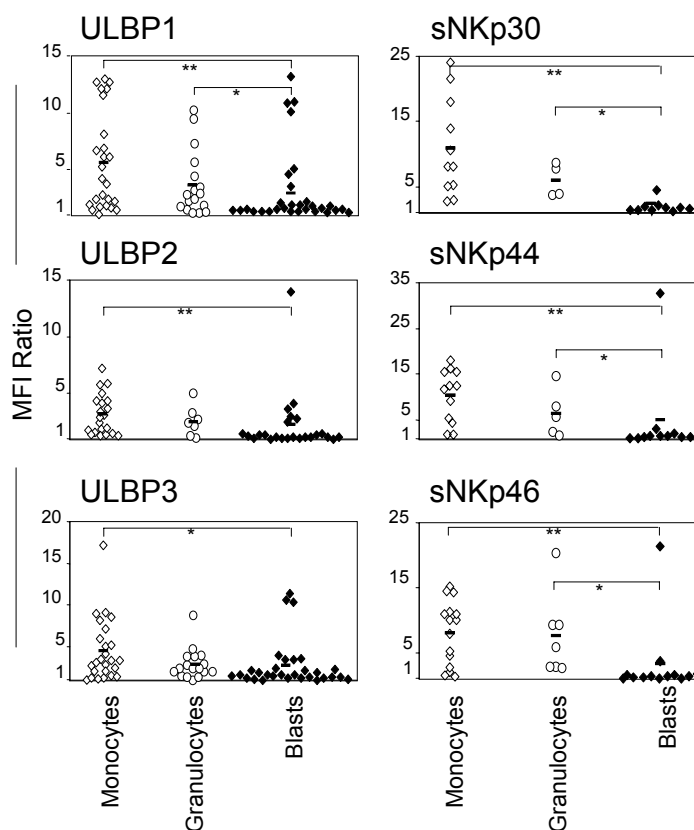 ULBP1
sNKp30
15
10
5
1
**
*
25
15
5
1
**
*
ULBP2
sNKp44
MFI Ratio
15
10
5
1
**
35
25
15
5
1
**
*
ULBP3
sNKp46
20
15
10
5
1
*
25
15
5
1
**
*
Monocytes
Granulocytes
Blasts
Monocytes
Granulocytes
Blasts